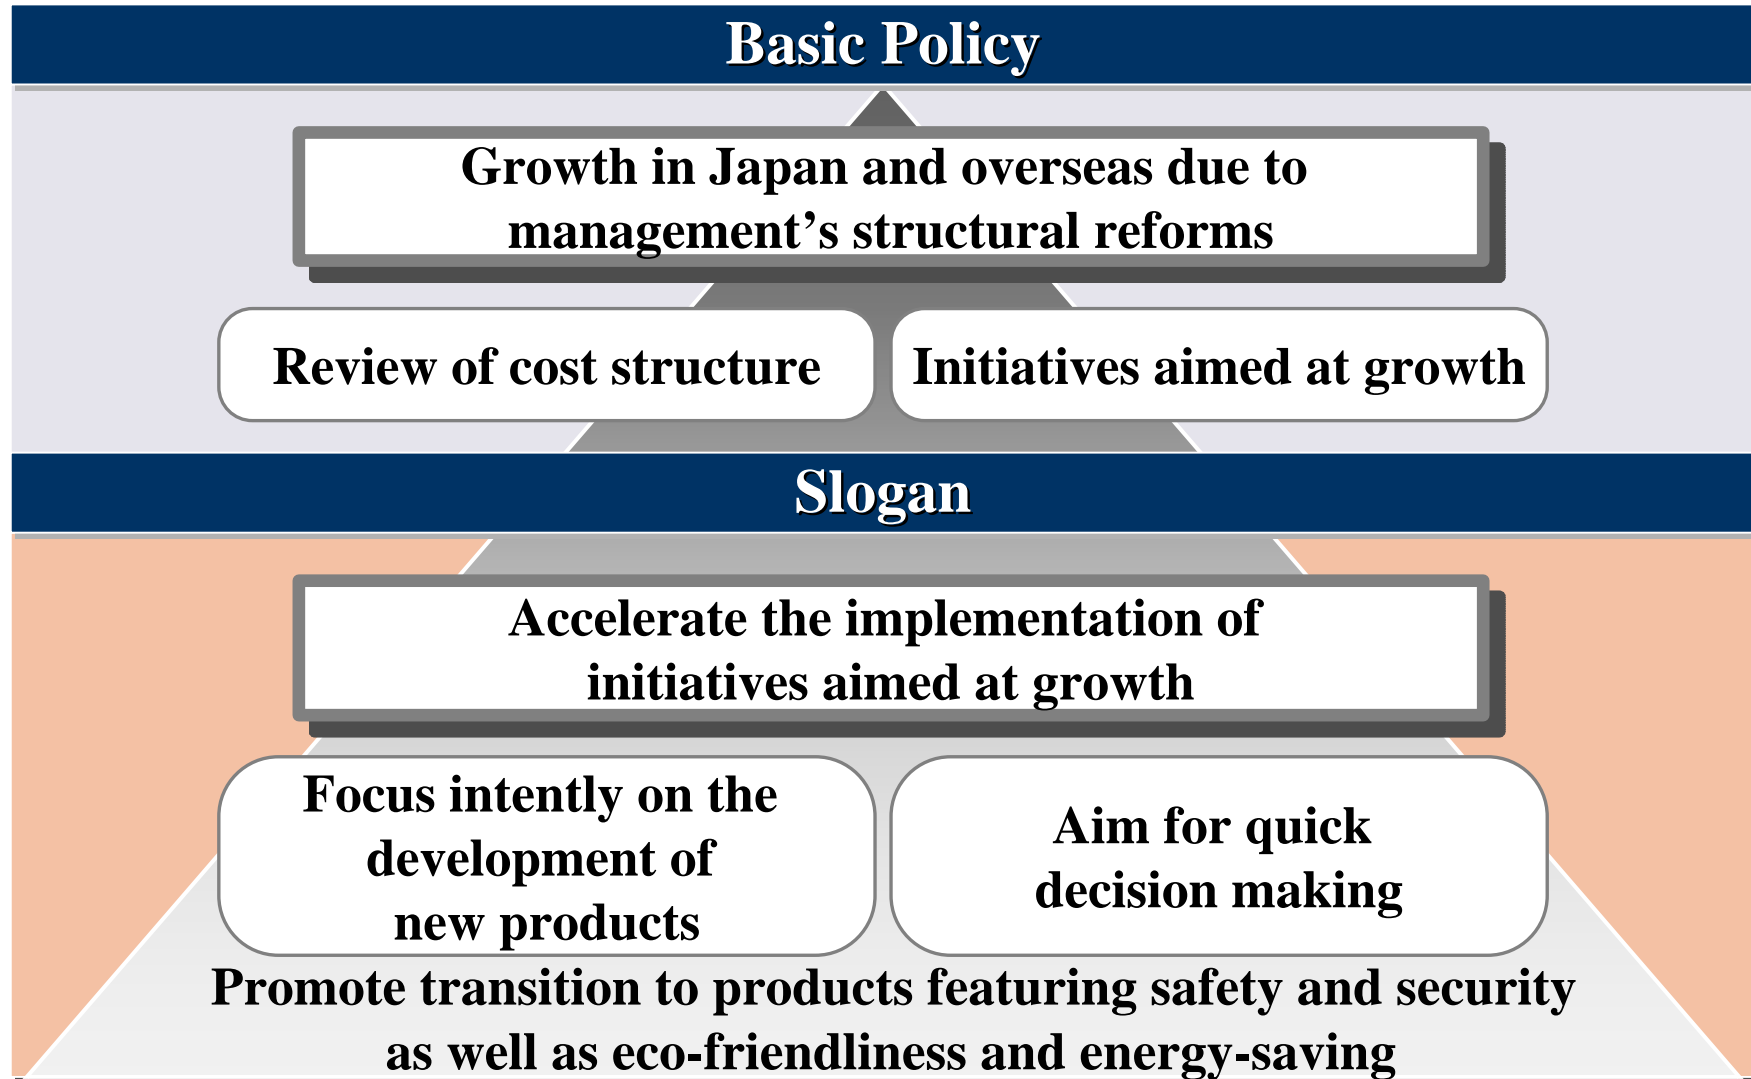 Basic Policy
Growth in Japan and overseas due to
management’s structural reforms
Review of cost structure
Initiatives aimed at growth
Slogan
Accelerate the implementation of
initiatives aimed at growth
Focus intently on the
development of
new products
Aim for quick
decision making
Promote transition to products featuring safety and security
as well as eco-friendliness and energy-saving